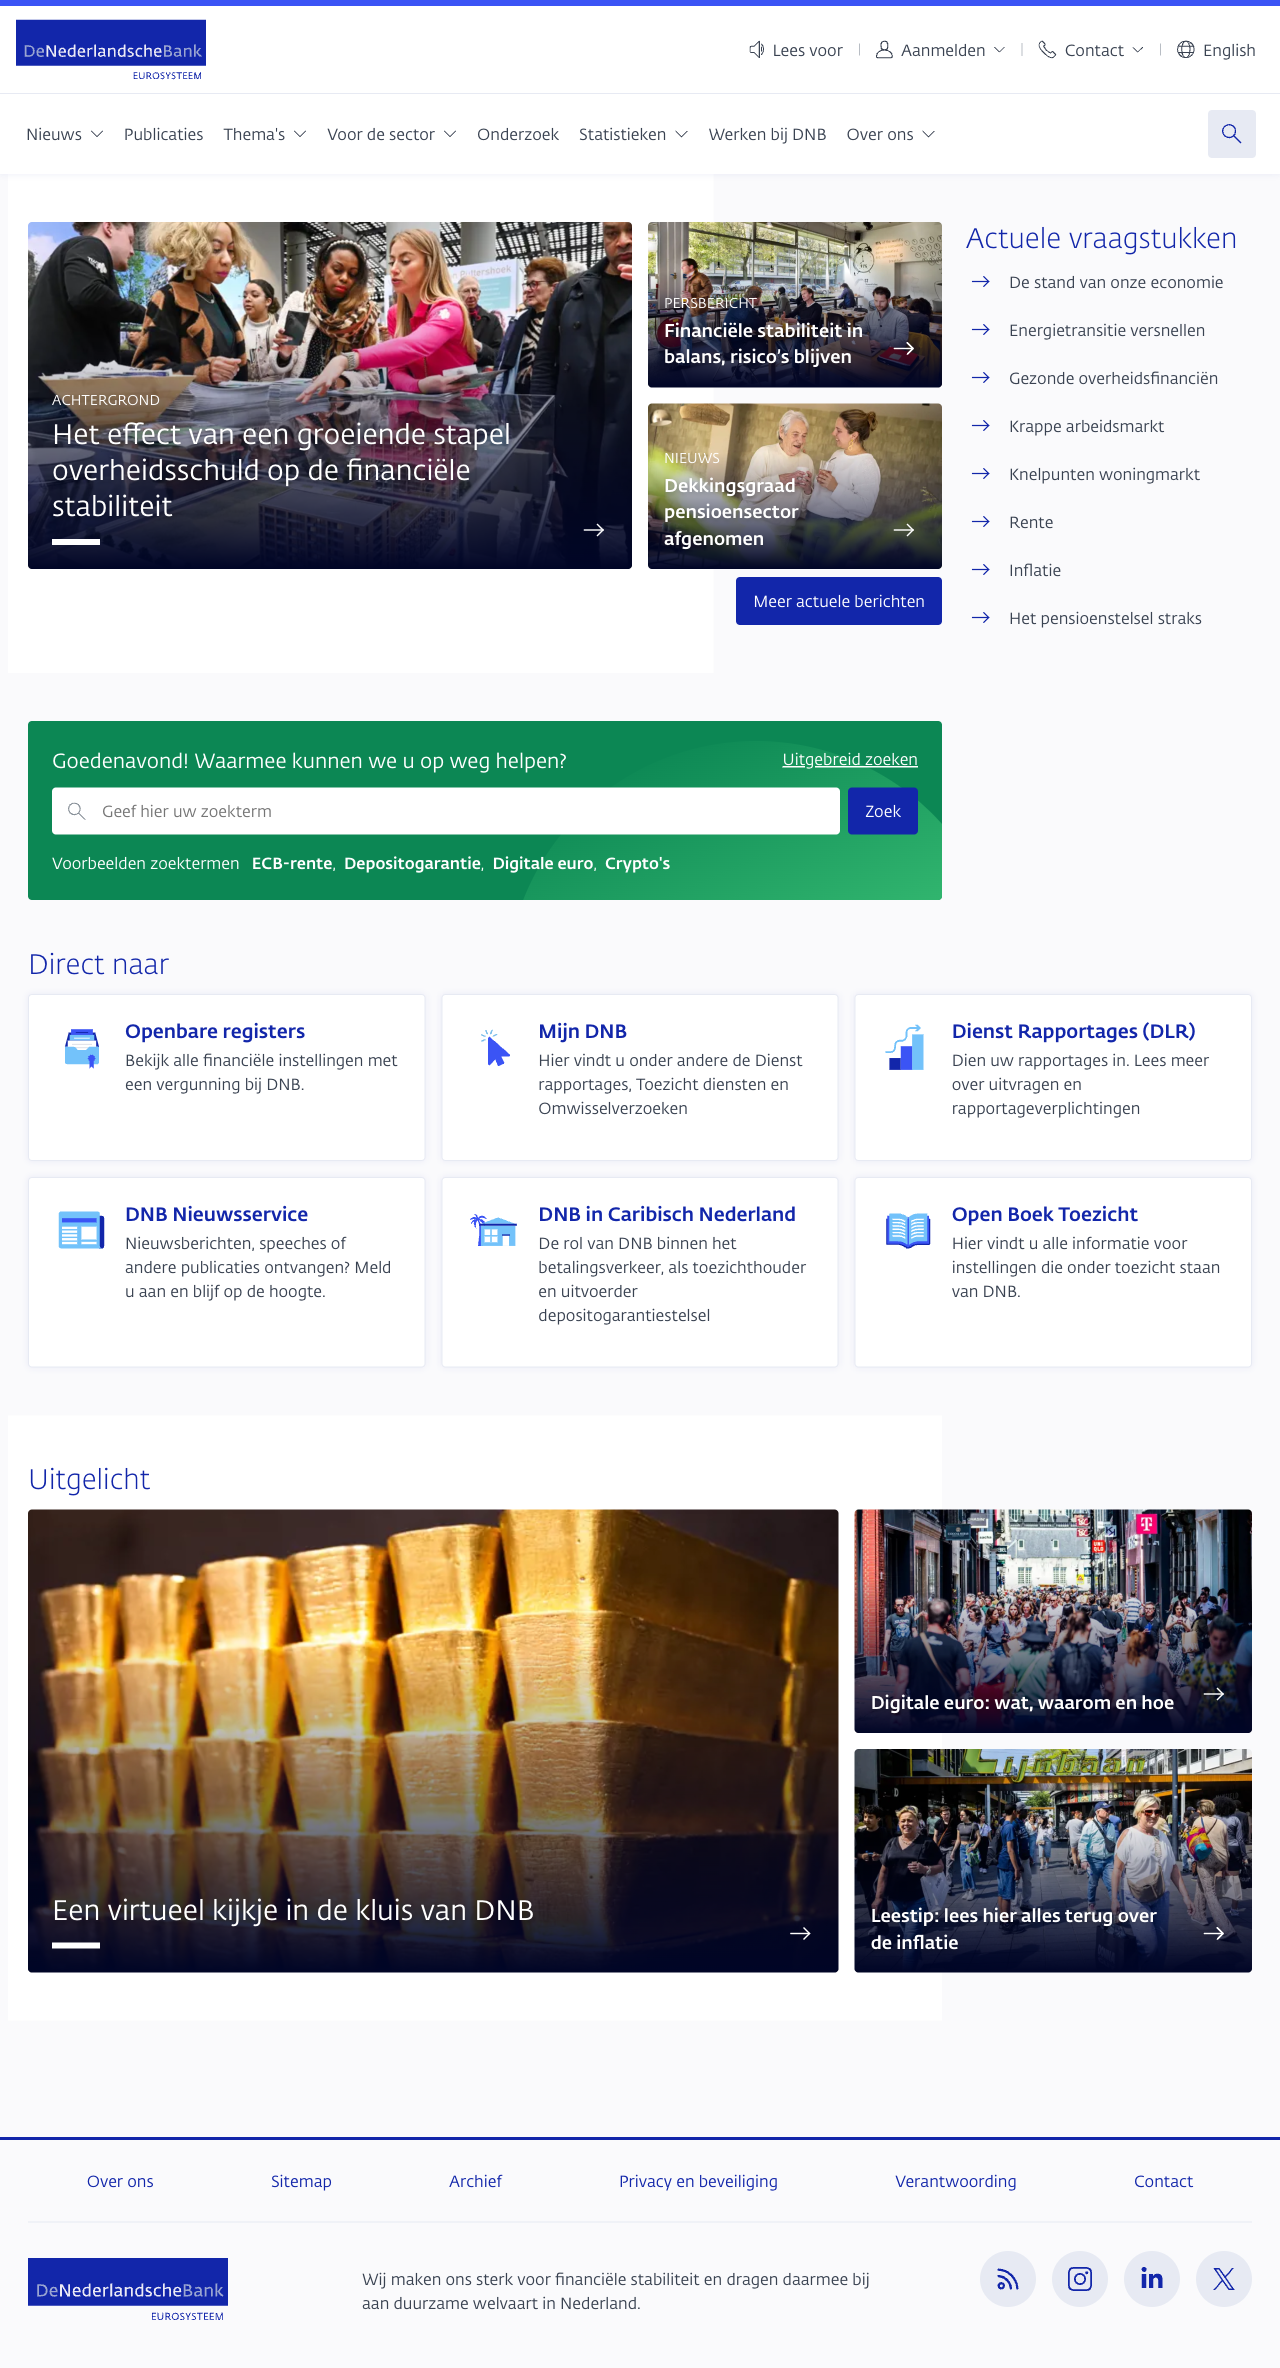 DeNederlandscheBank
EUROSYSTEEM
Lees voor
Aanmelden
Contact
English
Nieuws
Publicaties
Thema's
Voor de sector
Onderzoek
Statistieken
Werken bij DNB
Over ons
ACHTERGROND
Het effect van een groeiende stapel
overheidsschuld op de financiële
stabiliteit
PERSBERICHT
Financiële stabiliteit in
balans, risico's blijven
NIEUWS
Dekkingsgraad
pensioensector
afgenomen
Meer actuele berichten
Actuele vraagstukken
De stand van onze economie
Energietransitie versnellen
Gezonde overheidsfinanciën
Krappe arbeidsmarkt
Knelpunten woningmarkt
Rente
Inflatie
Het pensioenstelsel straks
Goedenavond! Waarmee kunnen we u op weg helpen?
Uitgebreid zoeken
Geef hier uw zoekterm
Zoek
Voorbeelden zoektermen ECB-rente, Depositogarantie, Digitale euro, Crypto's
Direct naar
Openbare registers
Bekijk alle financiële instellingen met
een vergunning bij DNB.
Mijn DNB
Hier vindt u onder andere de Dienst
rapportages, Toezicht diensten en
Omwisselverzoeken
Dienst Rapportages (DLR)
Dien uw rapportages in. Lees meer
over uitvragen en
rapportageverplichtingen
DNB Nieuwsservice
Nieuwsberichten, speeches of
andere publicaties ontvangen? Meld
u aan en blijf op de hoogte.
DNB in Caribisch Nederland
De rol van DNB binnen het
betalingsverkeer, als toezichthouder
en uitvoerder
depositogarantiestelsel
Open Boek Toezicht
Hier vindt u alle informatie voor
instellingen die onder toezicht staan
van DNB.
Uitgelicht
Een virtueel kijkje in de kluis van DNB
T
UNI
QLO
Digitale euro: wat, waarom en hoe
Lijnbaan
Leestip: lees hier alles terug over
de inflatie
Over ons
Sitemap
Archief
Privacy en beveiliging
Verantwoording
Contact
DeNederlandscheBank
EUROSYSTEEM
Wij maken ons sterk voor financiële stabiliteit en dragen daarmee bij
aan duurzame welvaart in Nederland.